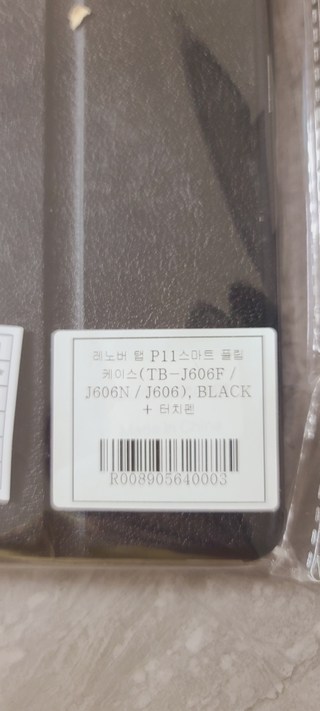 레노버 탭 P11스마트 플립
케이스(TB-J606F /
J606N / J606), BLACK
+ 터치펜
R008905640003